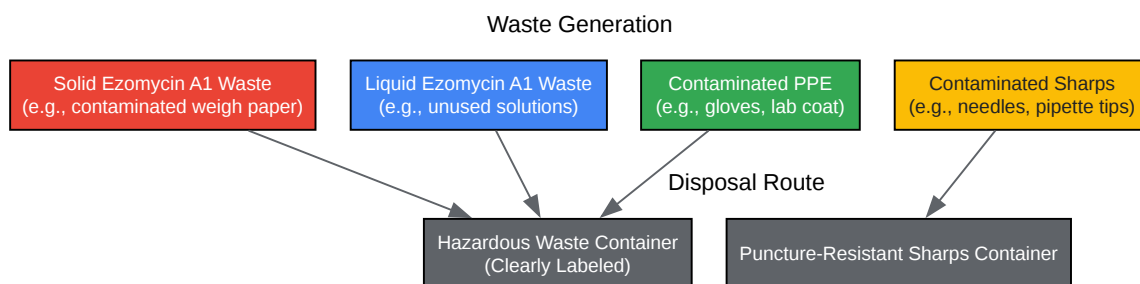 Waste Generation
Solid Ezomycin A1 Waste
(e.g., contaminated weigh paper)
Liquid Ezomycin A1 Waste
(e.g., unused solutions)
Contaminated PPE
(e.g., gloves, lab coat)
Contaminated Sharps
(e.g., needles, pipette tips)
Disposal Route
Hazardous Waste Container
(Clearly Labeled)
Puncture-Resistant Sharps Container